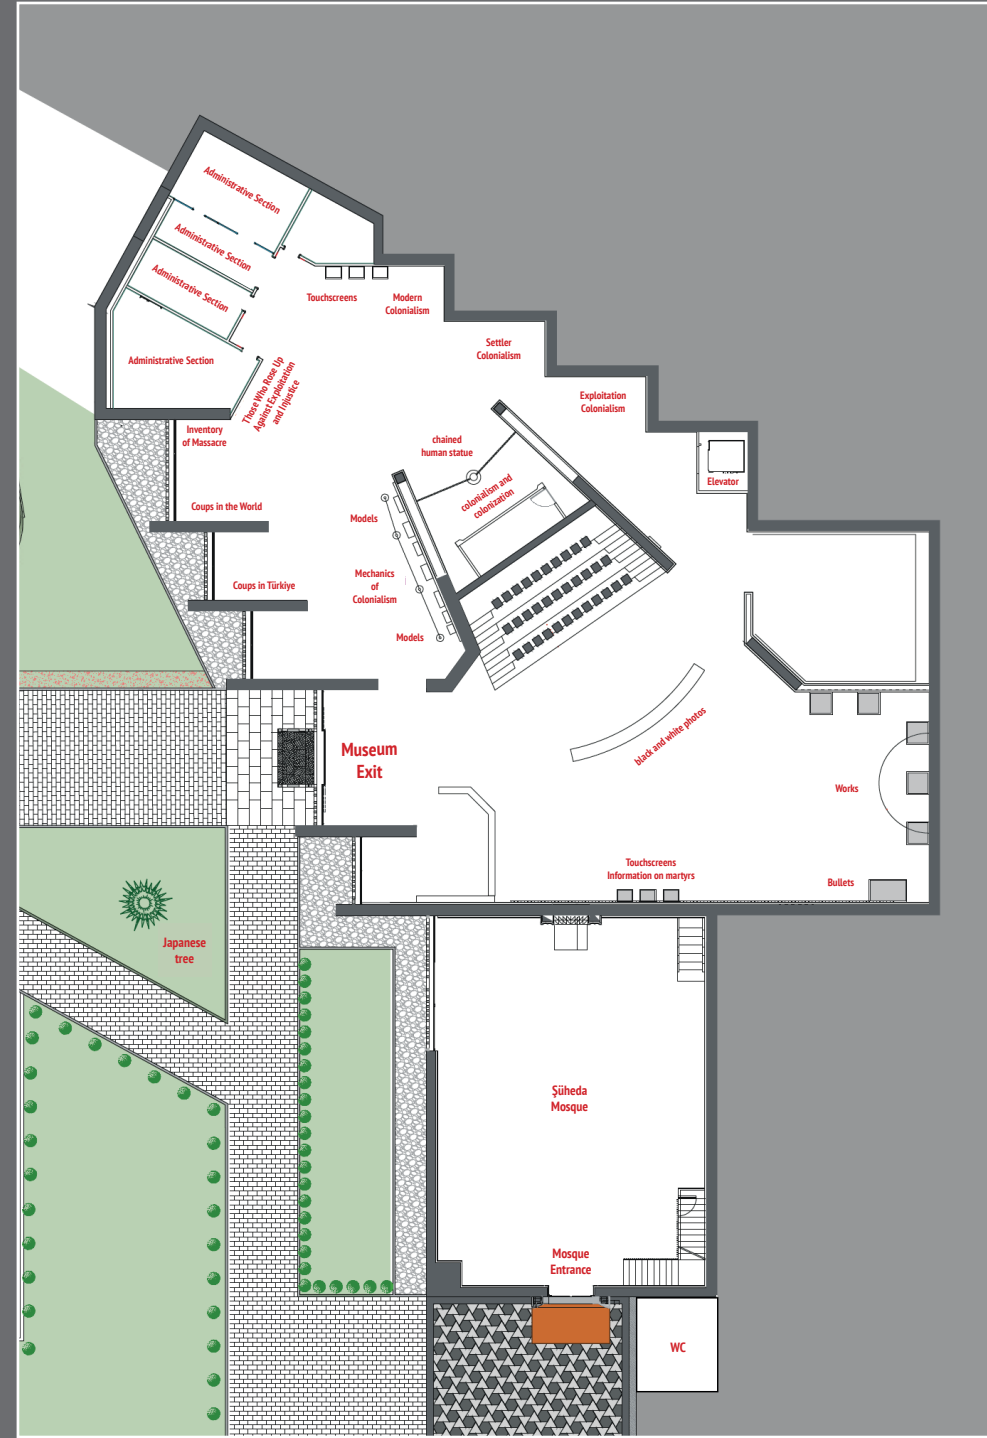 Administrative Section
Administrative Section
Administrative Section
Administrative Section
Touchscreens
Modern
Colonialism
Settler
Colonialism
Exploitation
Colonialism
Those Who Rose Up
Against Exploitation
and Injustice
Inventory
of Massacre
chained
human statue
colonialism and
colonization
Elevator
Coups in the World
Models
Coups in Türkiye
Mechanics
of
Colonialism
Models
Museum
Exit
black and white photos
Works
Touchscreens
Information on martyrs
Bullets
Japanese
tree
Şüheda
Mosque
Mosque
Entrance
WC